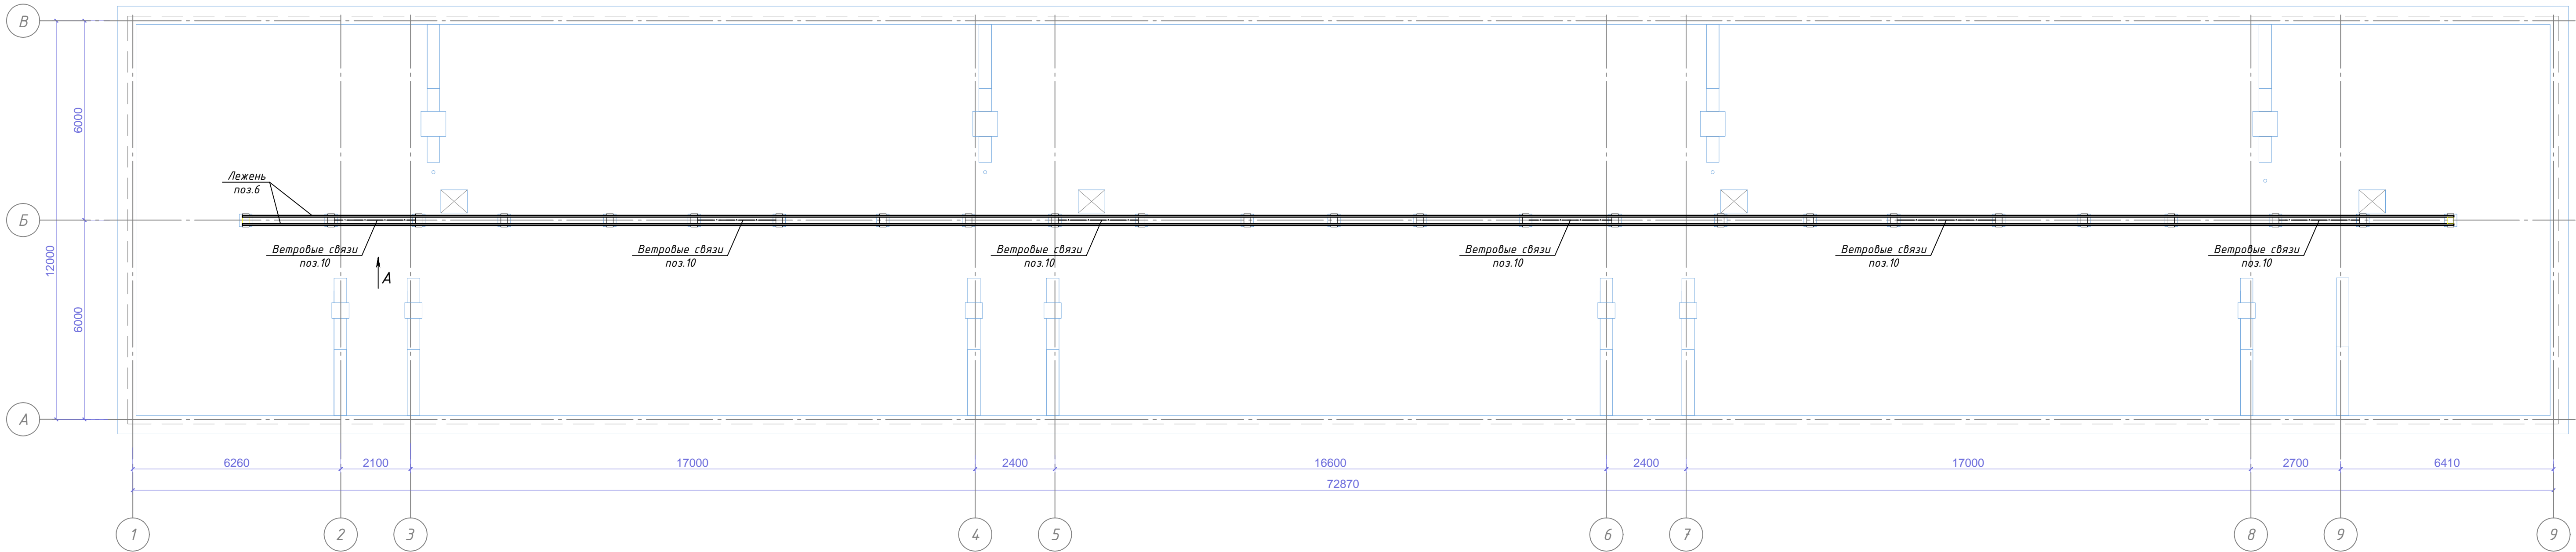 В
6000
Лежень
поз.6
Б
Ветровые связи
поз.10
Ветровые связи
поз.10
Ветровые связи
поз.10
Ветровые связи
поз.10
Ветровые связи
поз.10
Ветровые связи
поз.10
А
12000
6000
А
6260 2100 17000 2400 16600 2400 17000 2700 6410
72870
1 2 3 4 5 6 7 8 9 9